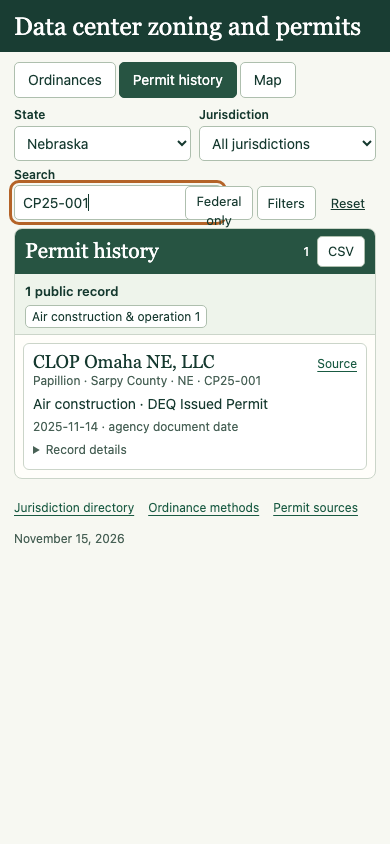 Data center zoning and permits
Ordinances
Permit history
Map
State
Jurisdiction
Nebraska
All jurisdictions
Search
CP25-001
Federal
only
Filters
Reset
Permit history
1
CSV
1 public record
Air construction & operation 1
CLOP Omaha NE, LLC
Source
Papillion · Sarpy County · NE · CP25-001
Air construction · DEQ Issued Permit
2025-11-14 · agency document date
Record details
Jurisdiction directory
Ordinance methods
Permit sources
November 15, 2026